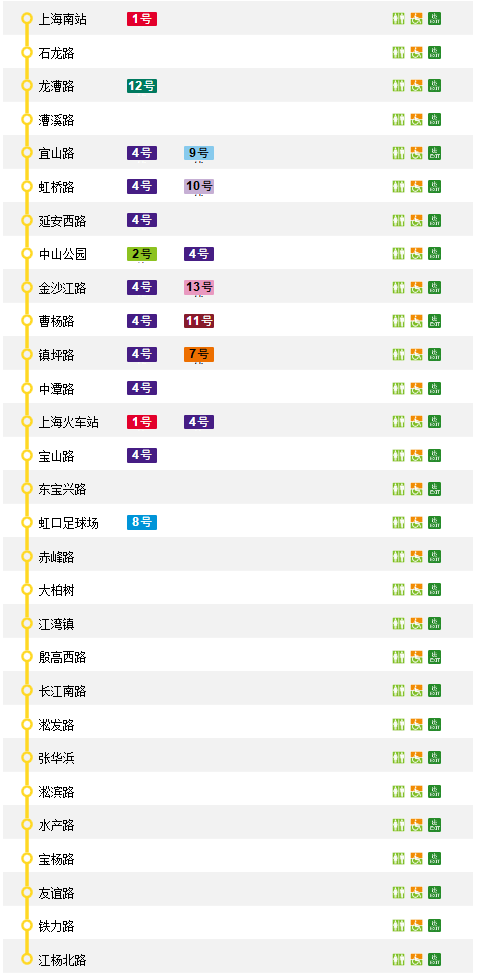 上海南站 1号
石龙路
龙漕路 12号
漕溪路
宜山路 4号 9号
虹桥路 4号 10号
延安西路 4号
中山公园 2号 4号
金沙江路 4号 13号
曹杨路 4号 11号
镇坪路 4号 7号
中潭路 4号
上海火车站 1号 4号
宝山路 4号
东宝兴路
虹口足球场 8号
赤峰路
大柏树
江湾镇
殷高西路
长江南路
淞发路
张华浜
淞滨路
水产路
宝杨路
友谊路
铁力路
江杨北路